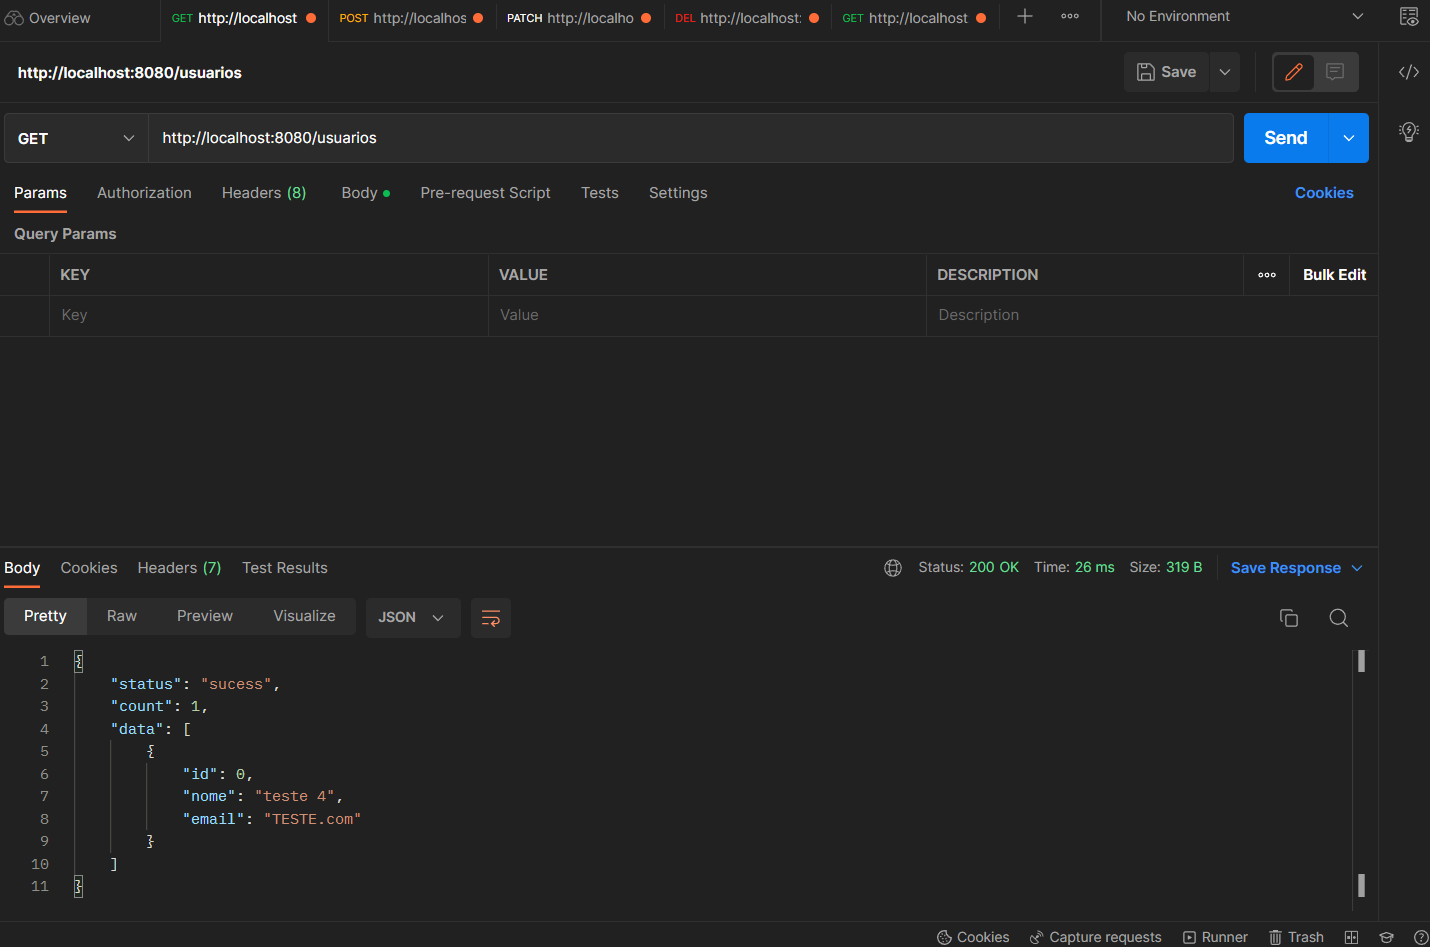 Overview GET http://localhost POST http://localhos PATCH http://localho DEL http://localhost: GET http://localhost No Environment
http://localhost:8080/usuarios Save
GET http://localhost:8080/usuarios Send
Params Authorization Headers (8) Body Pre-request Script Tests Settings Cookies
Query Params
KEY VALUE DESCRIPTION Bulk Edit
Key Value Description
Body Cookies Headers (7) Test Results Status: 200 OK Time: 26 ms Size: 319 B Save Response
Pretty Raw Preview Visualize JSON
1 {
2 "status": "sucess",
3 "count": 1,
4 "data": [
5 {
6 "id": 0,
7 "nome": "teste 4",
8 "email": "TESTE.com"
9 }
10 ]
11 }
Cookies Capture requests Runner Trash